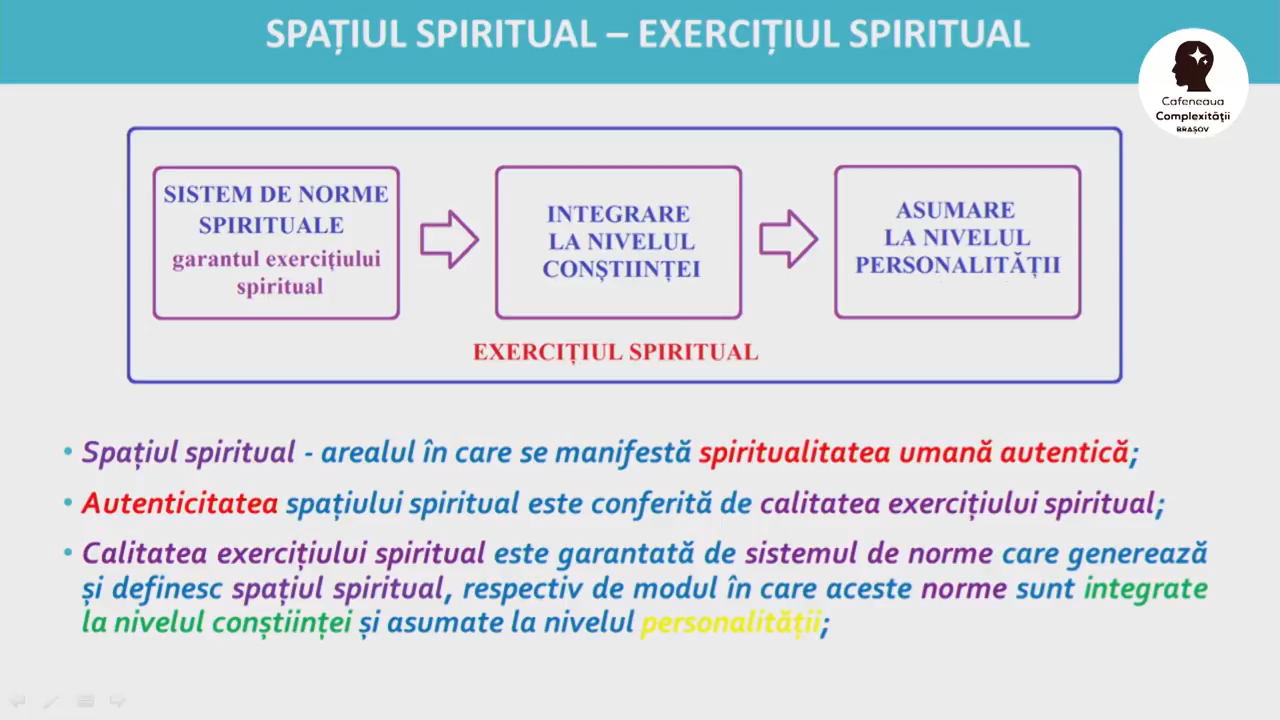 SPAȚIUL SPIRITUAL – EXERCIȚIUL SPIRITUAL
Cafeneaua
Complexității
BRAȘOV
SISTEM DE NORME
SPIRITUALE
garantul exercițiului
spiritual
INTEGRARE
LA NIVELUL
CONȘTIINȚEI
ASUMARE
LA NIVELUL
PERSONALITĂȚII
EXERCIȚIUL SPIRITUAL
• Spațiul spiritual - arealul în care se manifestă spiritualitatea umană autentică;
• Autenticitatea spațiului spiritual este conferită de calitatea exercițiului spiritual;
• Calitatea exercițiului spiritual este garantată de sistemul de norme care generează
și definesc spațiul spiritual, respectiv de modul în care aceste norme sunt integrate
la nivelul conștiinței și asumate la nivelul personalității;